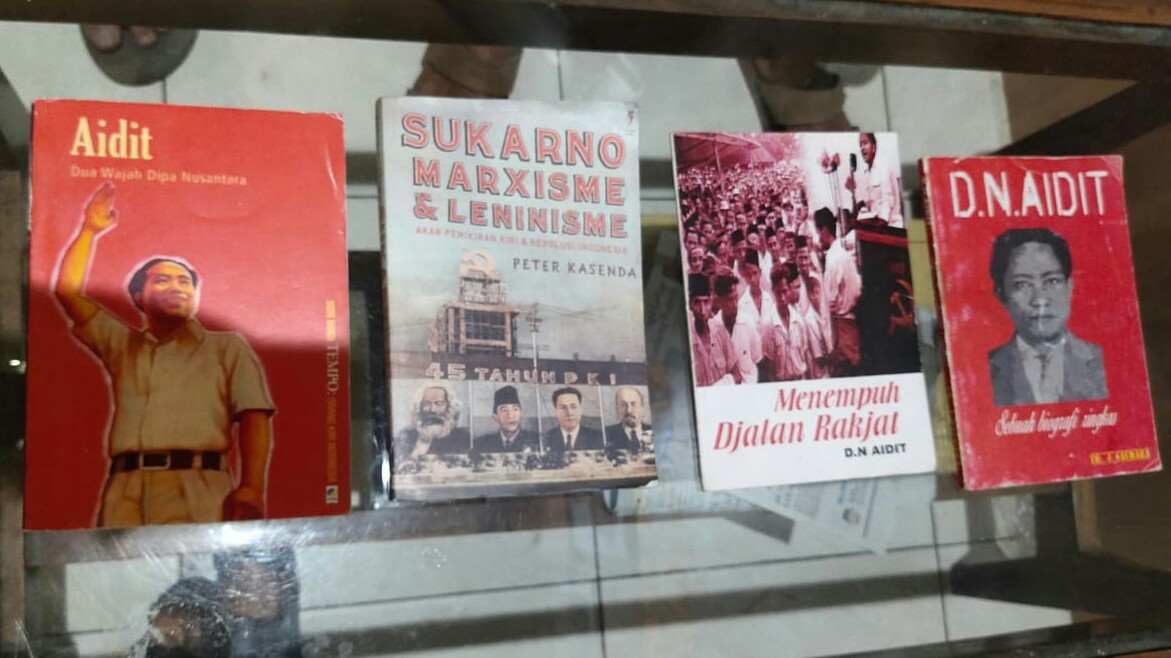 Aidit
Dua Wajah Dipa Nusantara
TEMPO:
SUKARNO
MARXISME
& LENINISME
AKAR PEMIKIRAN KIRI & REVOLUSI INDONESIA
PETER KASENDA
45 TAHUN P K I
Menempuh
Djalan Rakjat
D.N AIDIT
D.N.AIDIT
Sebuah biografi ringkas